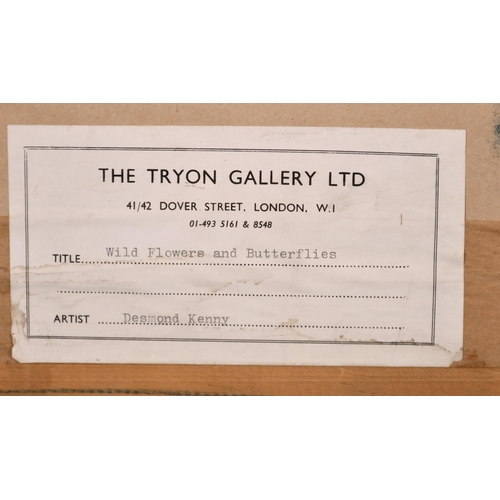 THE TRYON GALLERY LTD
41/42 DOVER STREET, LONDON, W.1
01-493 5161 & 8548
TITLE Wild Flowers and Butterflies
ARTIST Desmond Kenny